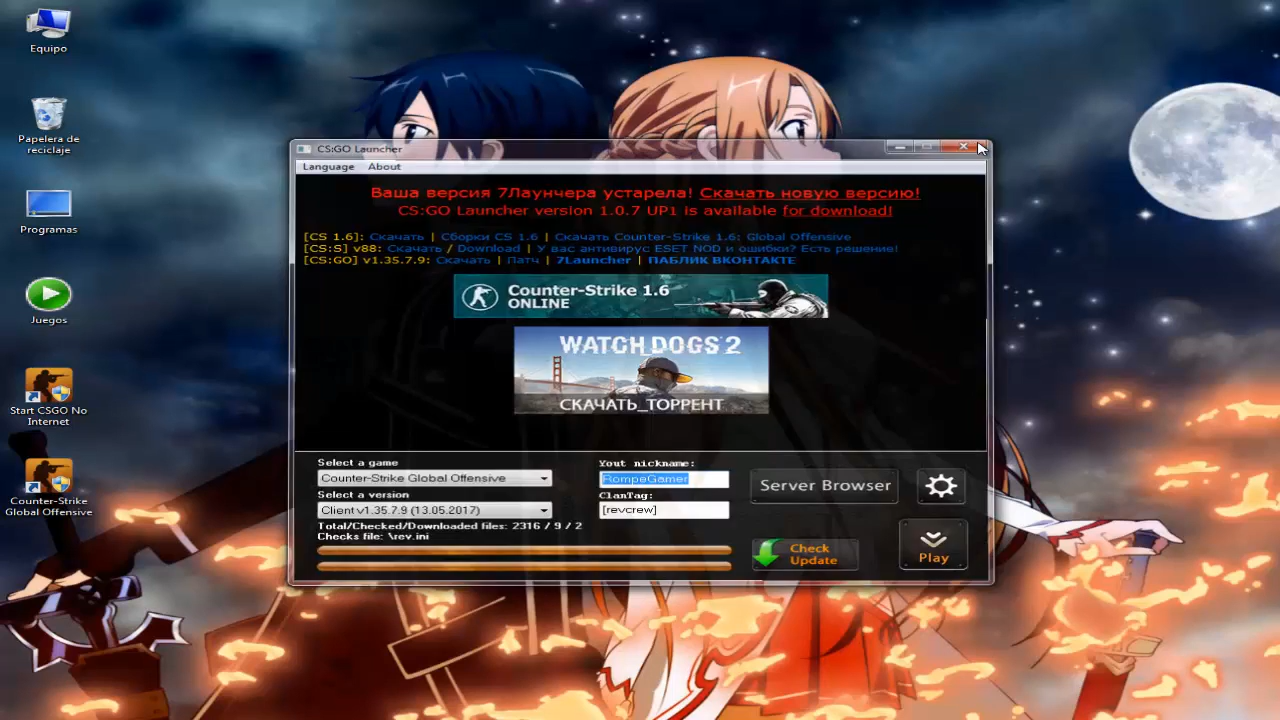 Equipo
Papelera de
reciclaje
Programas
Juegos
Start CSGO No
Internet
Counter-Strike
Global Offensive
CS:GO Launcher
Language About
Ваша версия 7Лаунчера устарела! Скачать новую версию!
CS:GO Launcher version 1.0.7 UP1 is available for download!
[CS 1.6]: Скачать | Сборки CS 1.6 | Скачать Counter-Strike 1.6: Global Offensive
[CS:S] v88: Скачать / Download | У вас антивирус ESET NOD и ошибки? Есть решение!
[CS:GO] v1.35.7.9: Скачать | Патч | 7Launcher | ПАБЛИК ВКОНТАКТЕ
Counter-Strike 1.6
ONLINE
WATCH DOGS 2
СКАЧАТЬ_ТОРРЕНТ
Select a game
Counter-Strike Global Offensive
Select a version
Client v1.35.7.9 (13.05.2017)
Total/Checked/Downloaded files: 2316 / 9 / 2
Checks file: \rev.ini
Yout nickname:
RompeGamer
ClanTag:
[revcrew]
Server Browser
Check
Update
Play